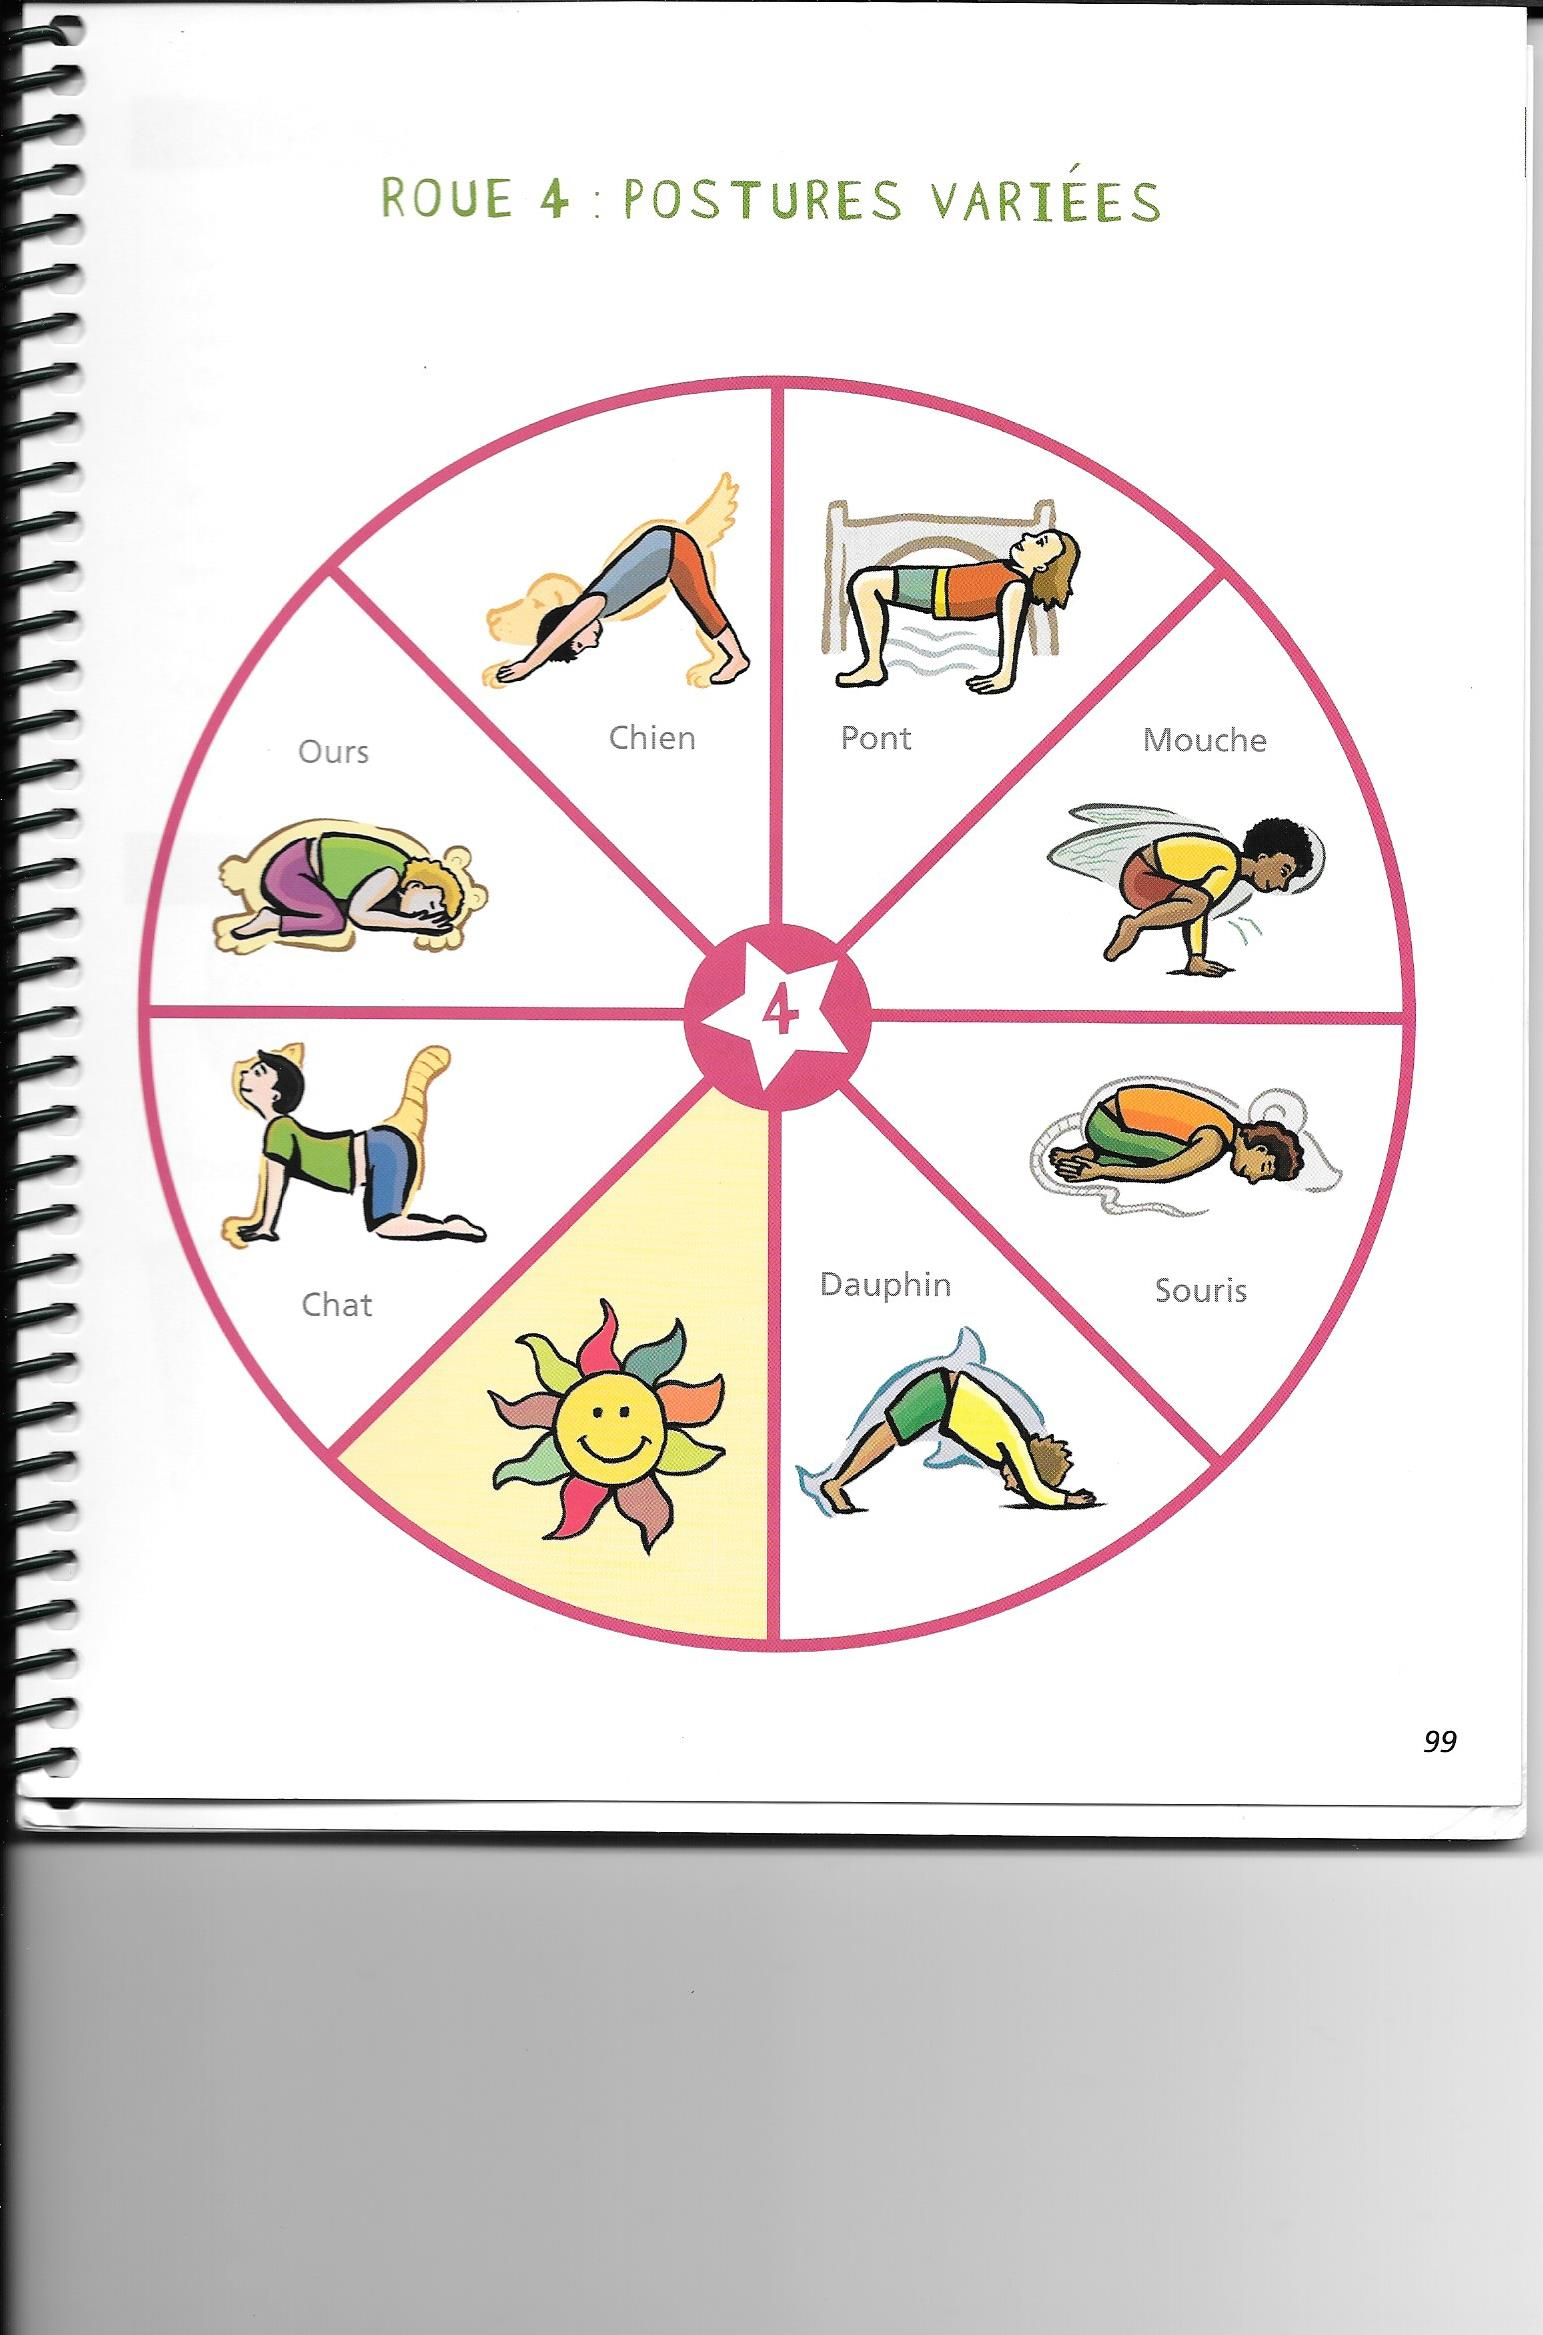 ROUE 4 : POSTURES VARIÉES
Chien
Pont
Ours
Mouche
4
Dauphin
Souris
Chat
99